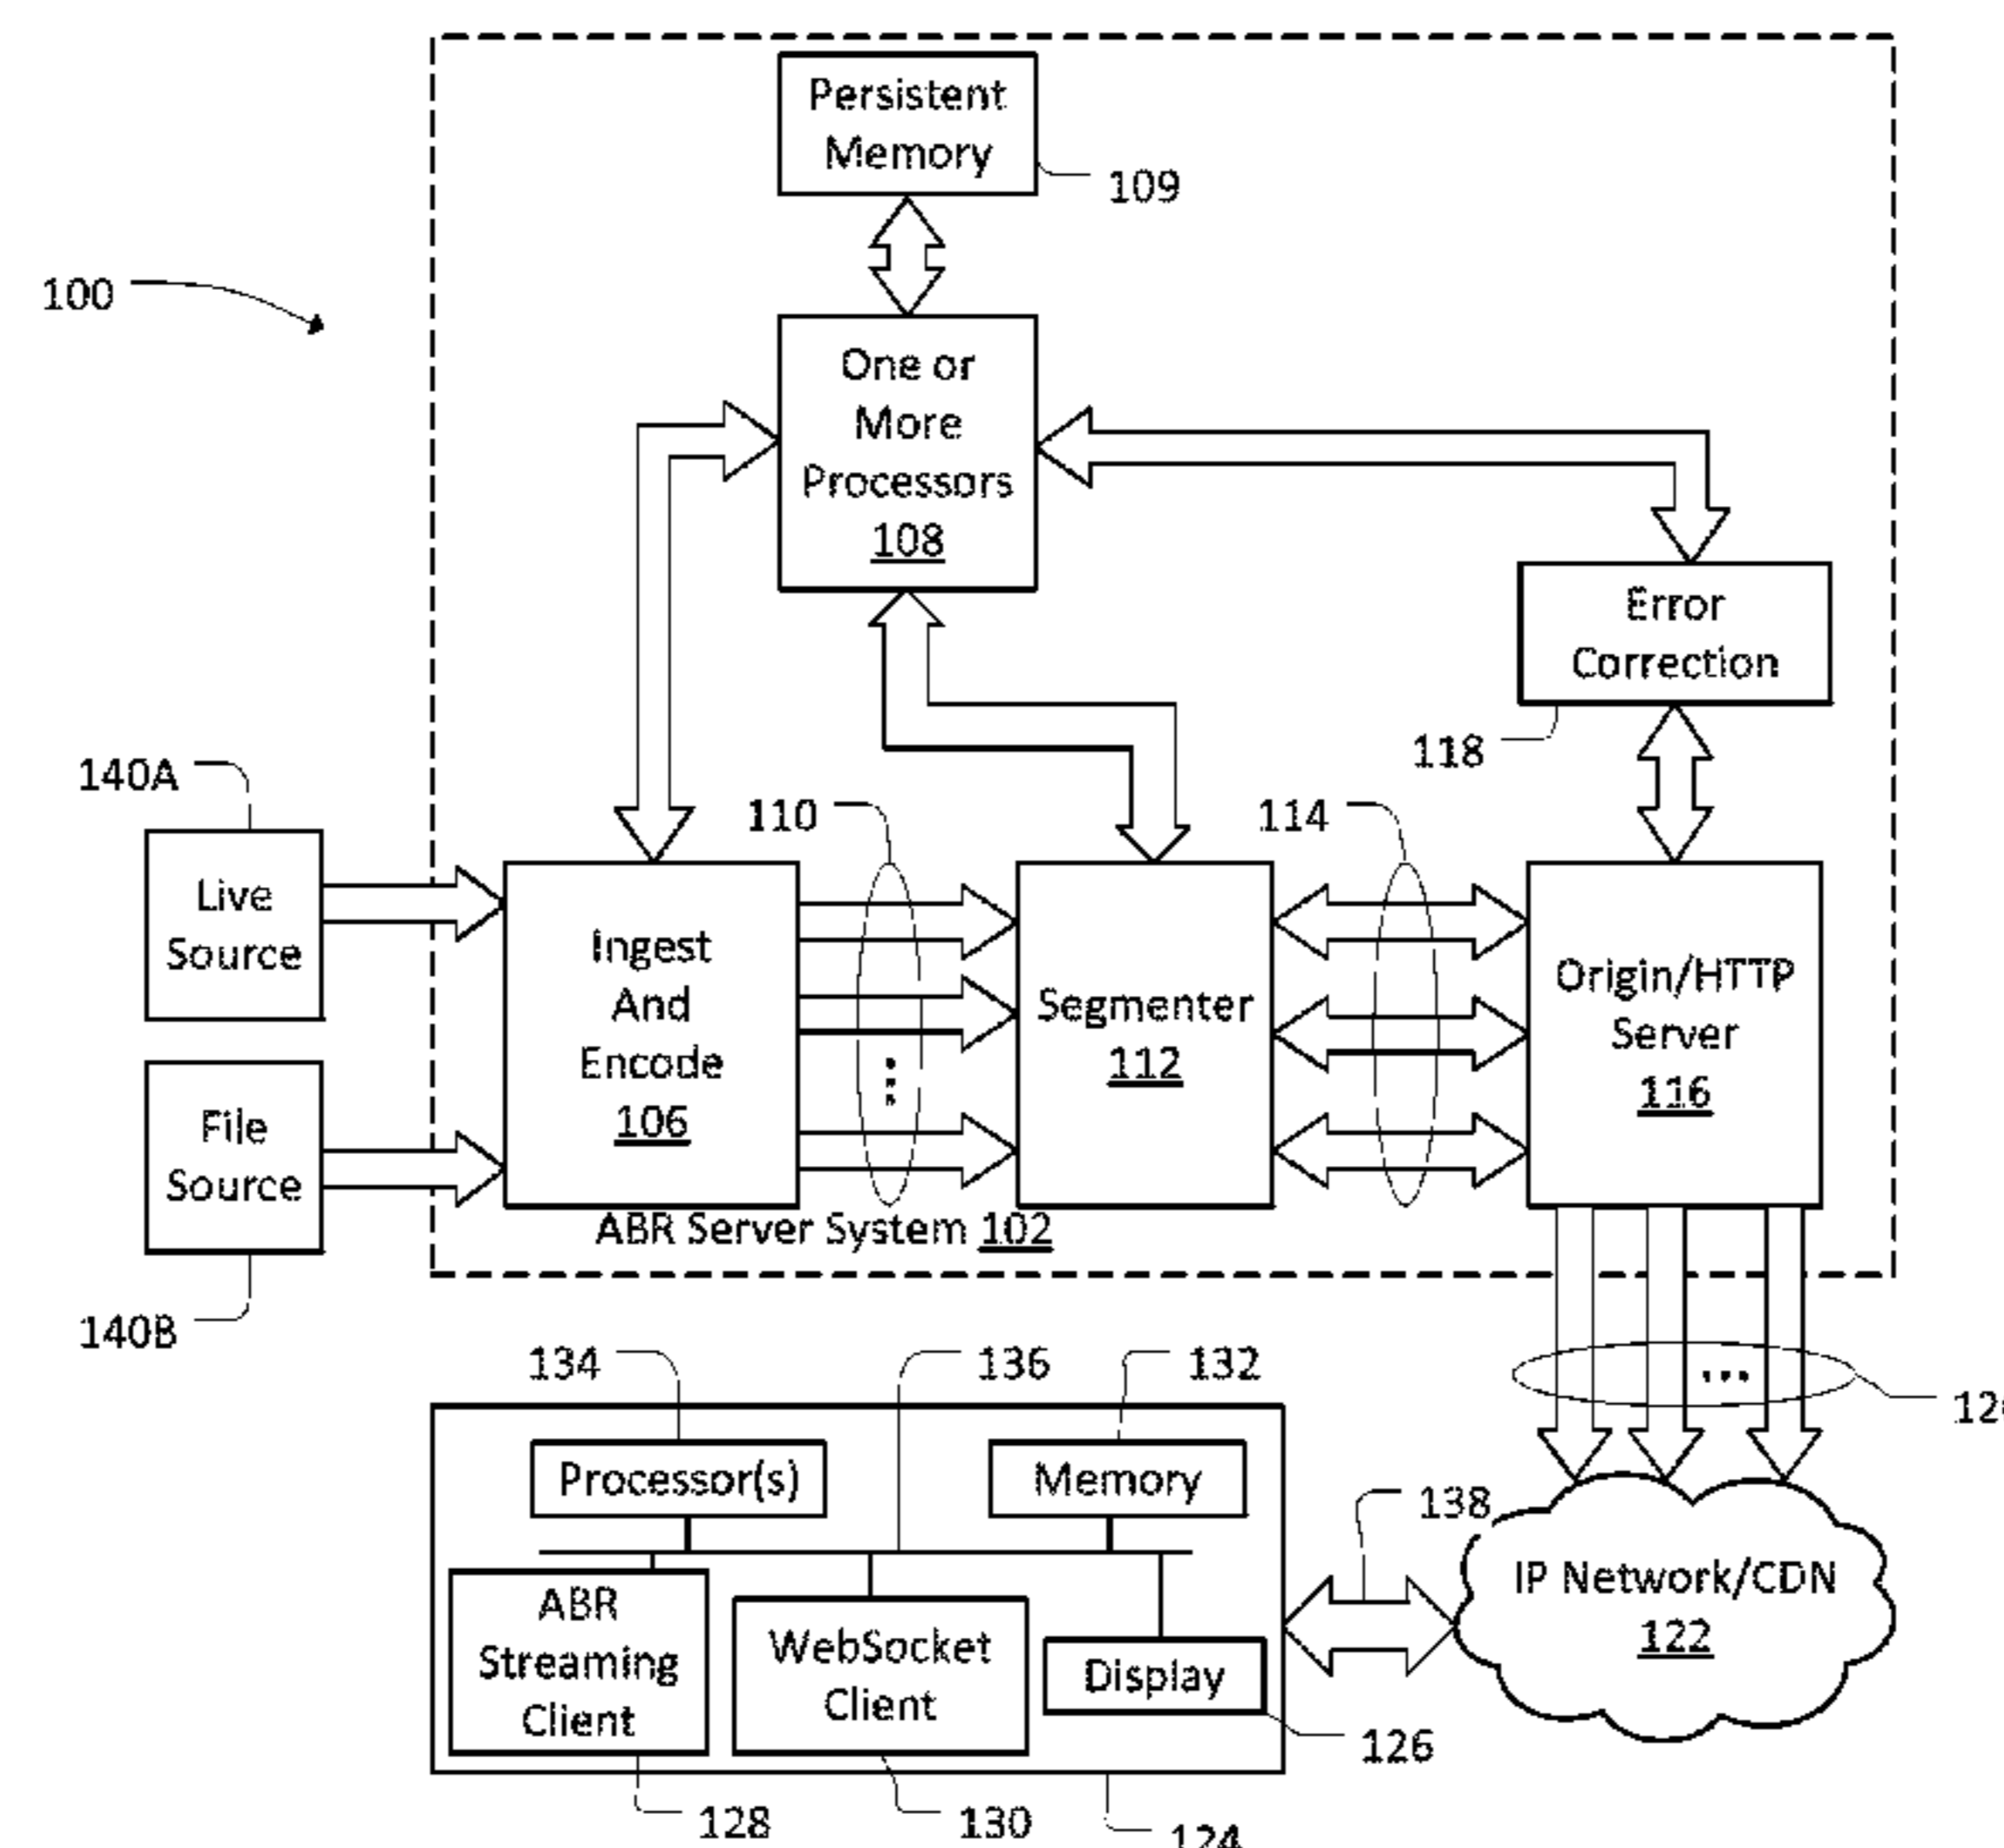 Persistent
Memory
109
100
One or
More
Processors
108
Error
Correction
118
140A
110
114
Live
Source
Ingest
And
Encode
106
Segmenter
112
Origin/HTTP
Server
116
File
Source
ABR Server System 102
140B
134
136
132
Processor(s)
Memory
138
IP Network/CDN
122
ABR
Streaming
Client
WebSocket
Client
Display
126
128
130
124